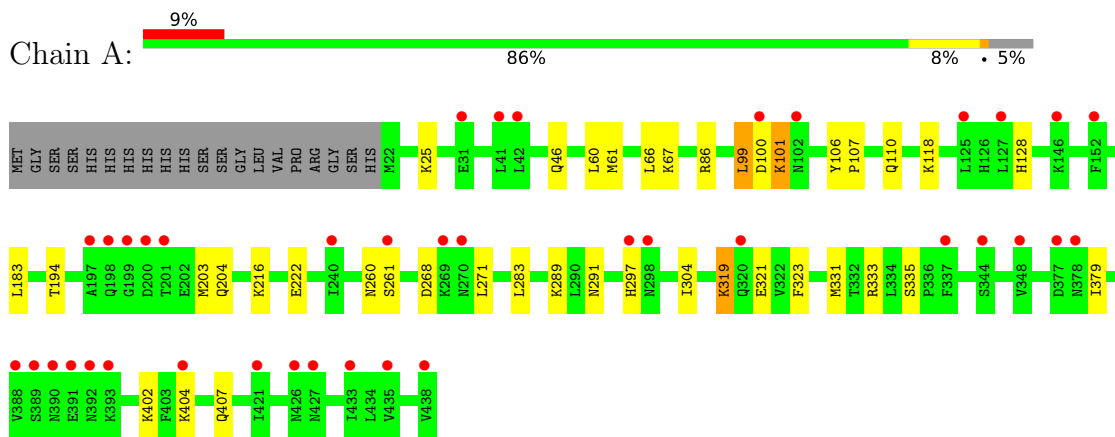 9%
Chain A:
86% 8% • 5%
MET GLY SER SER HIS HIS HIS HIS HIS HIS SER SER GLY LEU VAL PRO ARG GLY SER HIS M22 K25 E31 L41 L42 Q46 L60 M61 L66 K67 R86 L99 D100 K101 N102 Y106 P107 Q110 K118 L125 H126 L127 H128 K146 F152
L183 T194 A197 Q198 G199 D200 T201 E202 M203 Q204 K216 E222 I240 N260 S261 D268 K269 N270 L271 L283 K289 L290 N291 H297 N298 I304 K319 Q320 E321 V322 F323 M331 T332 R333 L334 S335 P336 F337 S344 V348 D377 N378 I379
V388 S389 N390 E391 N392 K393 K402 F403 K404 Q407 I421 N426 N427 I433 L434 V435 V438